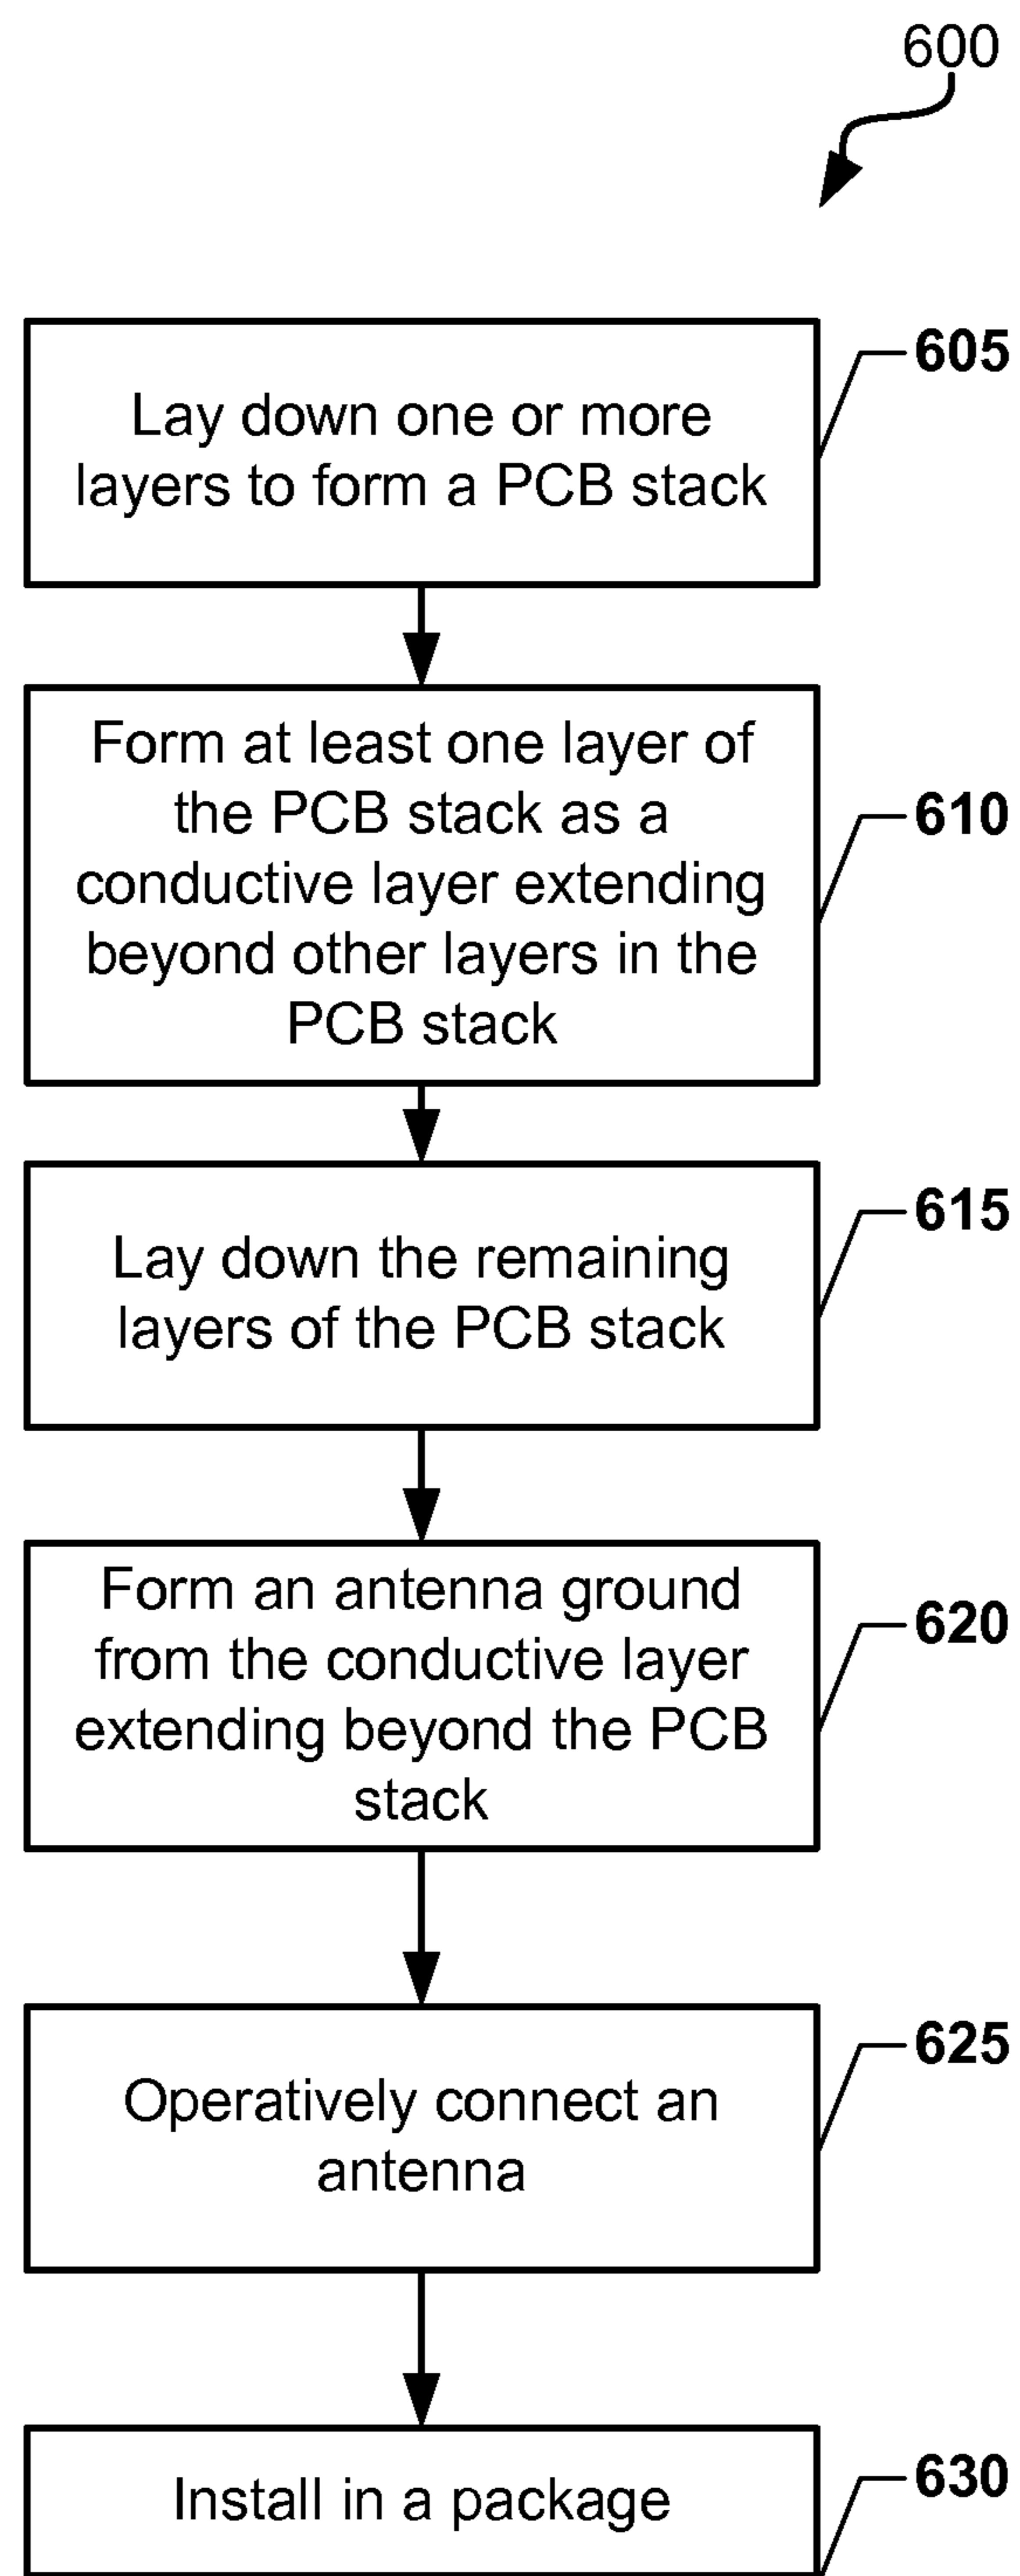 600
Lay down one or more
layers to form a PCB stack
605
Form at least one layer of
the PCB stack as a
conductive layer extending
beyond other layers in the
PCB stack
610
Lay down the remaining
layers of the PCB stack
615
Form an antenna ground
from the conductive layer
extending beyond the PCB
stack
620
Operatively connect an
antenna
625
Install in a package
630